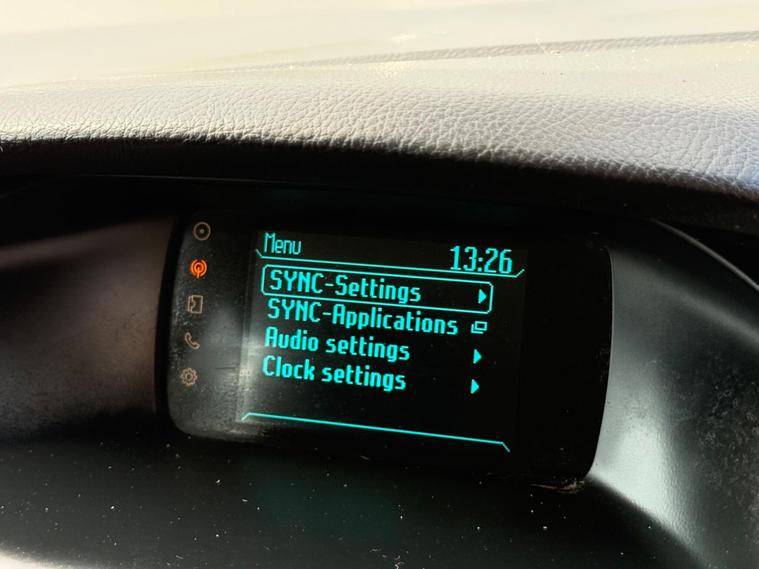 Menu 13:26
SYNC-Settings
SYNC-Applications
Audio settings
Clock settings